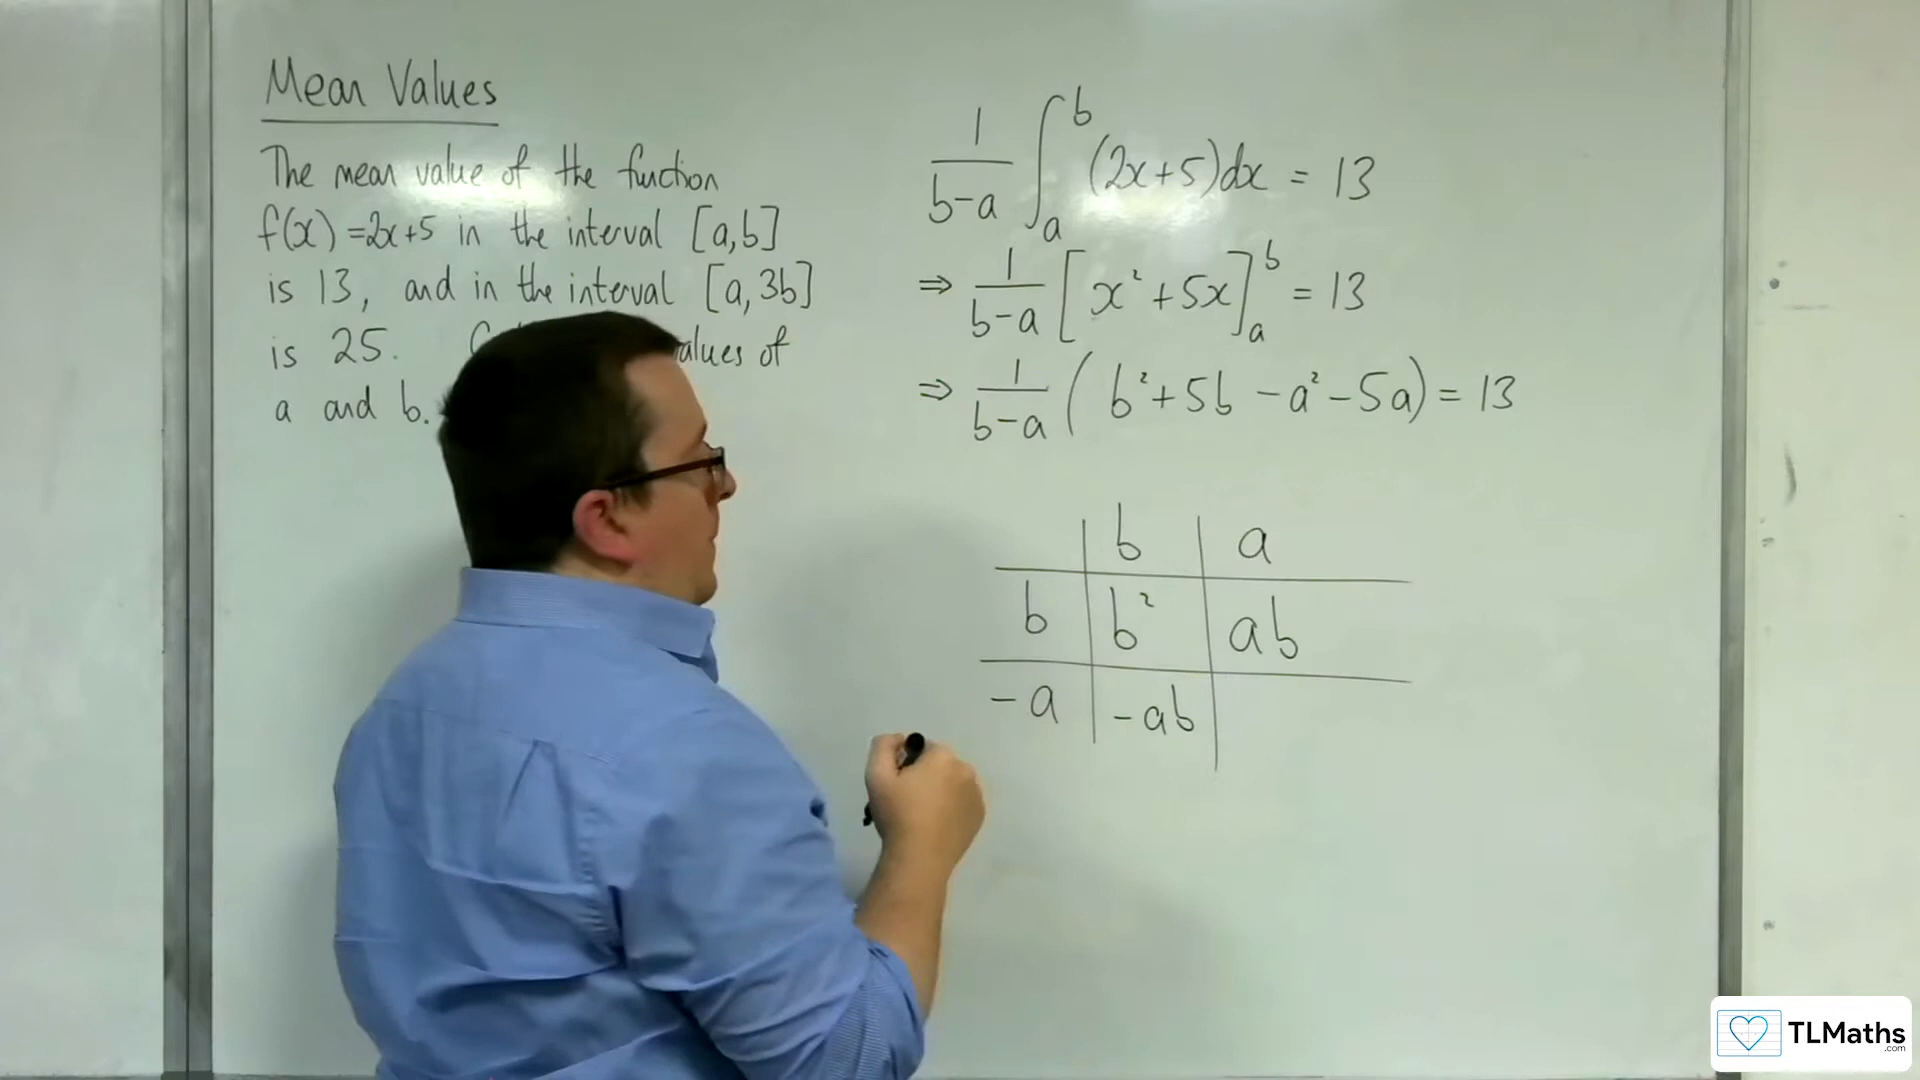 Mean Values
The mean value of the function
f(x) = 2x+5 in the interval [a,b]
is 13, and in the interval [a,3b]
is 25. values of
a and b.
1/(b-a) ∫_a^b (2x+5)dx = 13
⇒ 1/(b-a) [x²+5x]_a^b = 13
⇒ 1/(b-a) (b²+5b-a²-5a) = 13
b a
b b² ab
-a -ab
TLMaths
.com